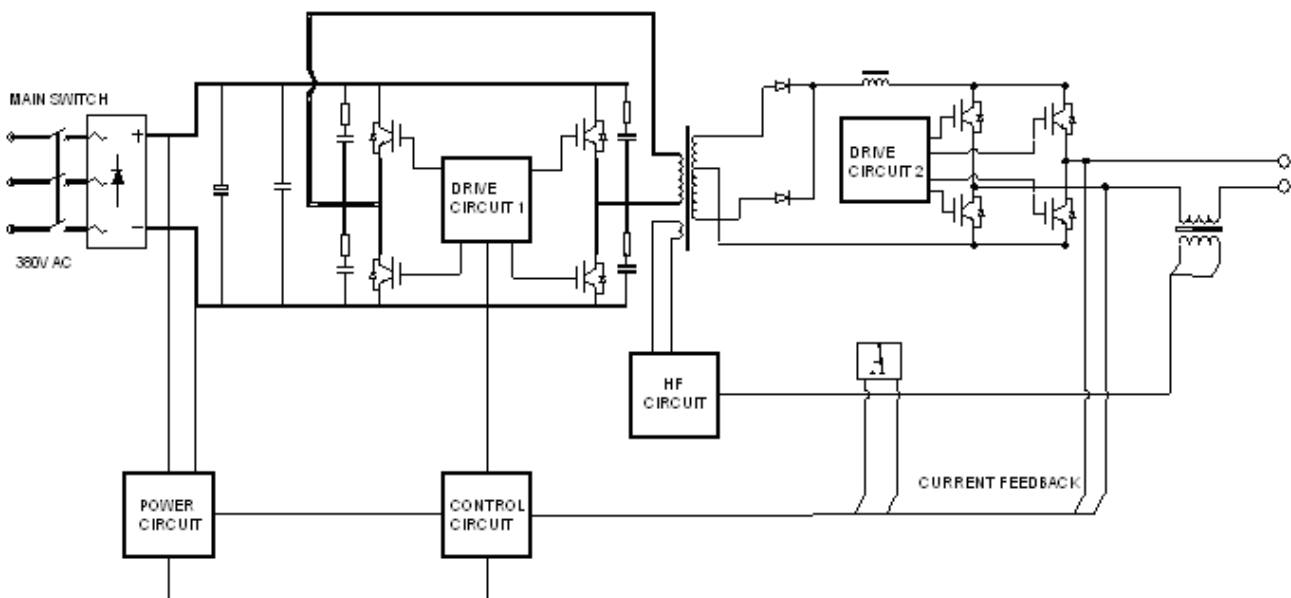 MAIN SWITCH
+
−
380V AC
DRIVE
CIRCUIT 1
DRIVE
CIRCUIT 2
HF
CIRCUIT
A
CURRENT FEEDBACK
POWER
CIRCUIT
CONTROL
CIRCUIT